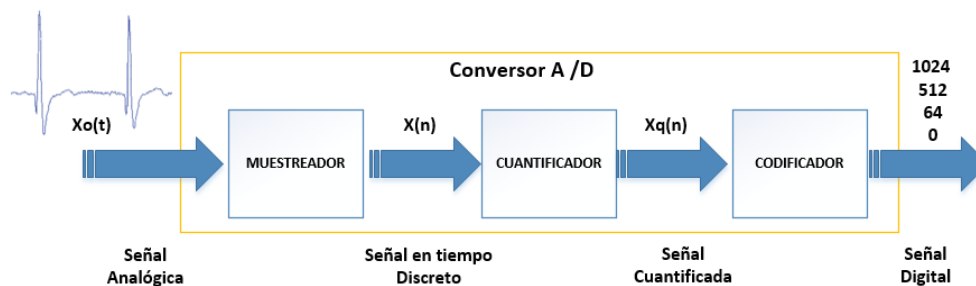 Conversor A /D
1024
512
64
0
Xo(t)
X(n)
Xq(n)
MUESTREADOR
CUANTIFICADOR
CODIFICADOR
Señal
Analógica
Señal en tiempo
Discreto
Señal
Cuantificada
Señal
Digital